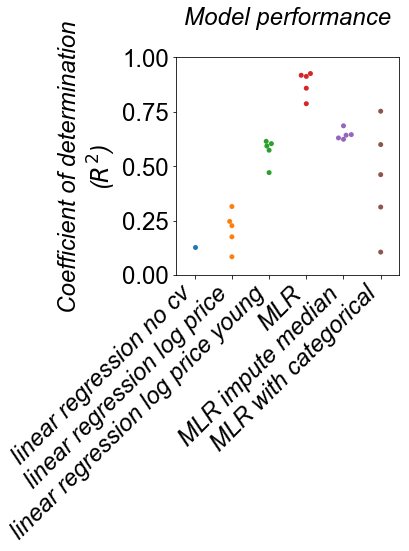 Model performance
Coefficient of determination
(R²)
1.00
0.75
0.50
0.25
0.00
linear regression no cv
linear regression log price
linear regression log price young
MLR
MLR impute median
MLR with categorical